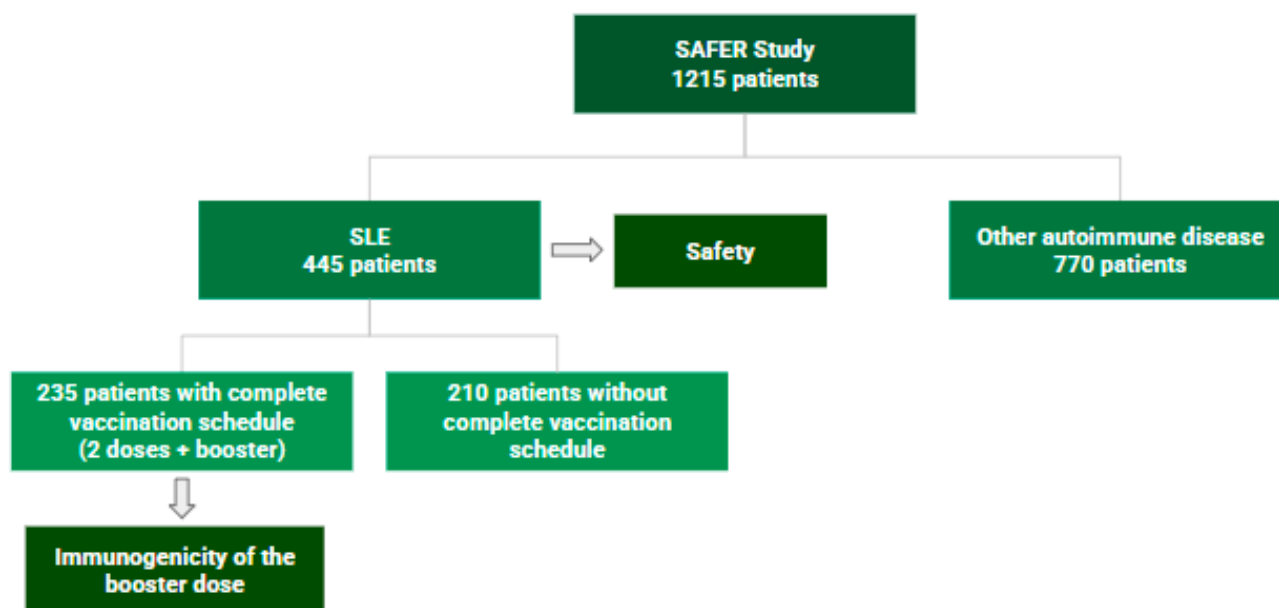 SAFER Study
1215 patients
SLE
445 patients
Safety
Other autoimmune disease
770 patients
235 patients with complete
vaccination schedule
(2 doses + booster)
210 patients without
complete vaccination
schedule
Immunogenicity of the
booster dose